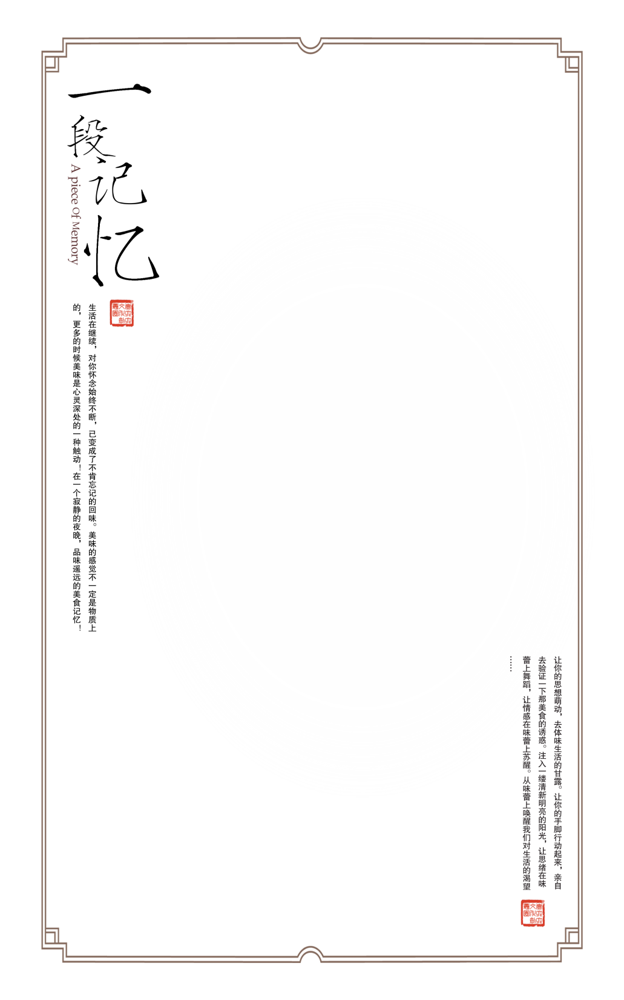 一段记忆
A piece Of Memory
生活在继续，对你怀念始终不断，已变成了不肯忘记的回味。美味的感觉不一定是物质上
的，更多的时候美味是心灵深处的一种触动！在一个寂静的夜晚，品味遥远的美食记忆！
让你的思想萌动，去体味生活的甘露。让你的手脚行动起来，亲自
去验证一下那美食的诱惑。注入一缕清新明亮的阳光，让思绪在味
蕾上舞蹈，让情感在味蕾上苏醒。从味蕾上唤醒我们对生活的渴望
……